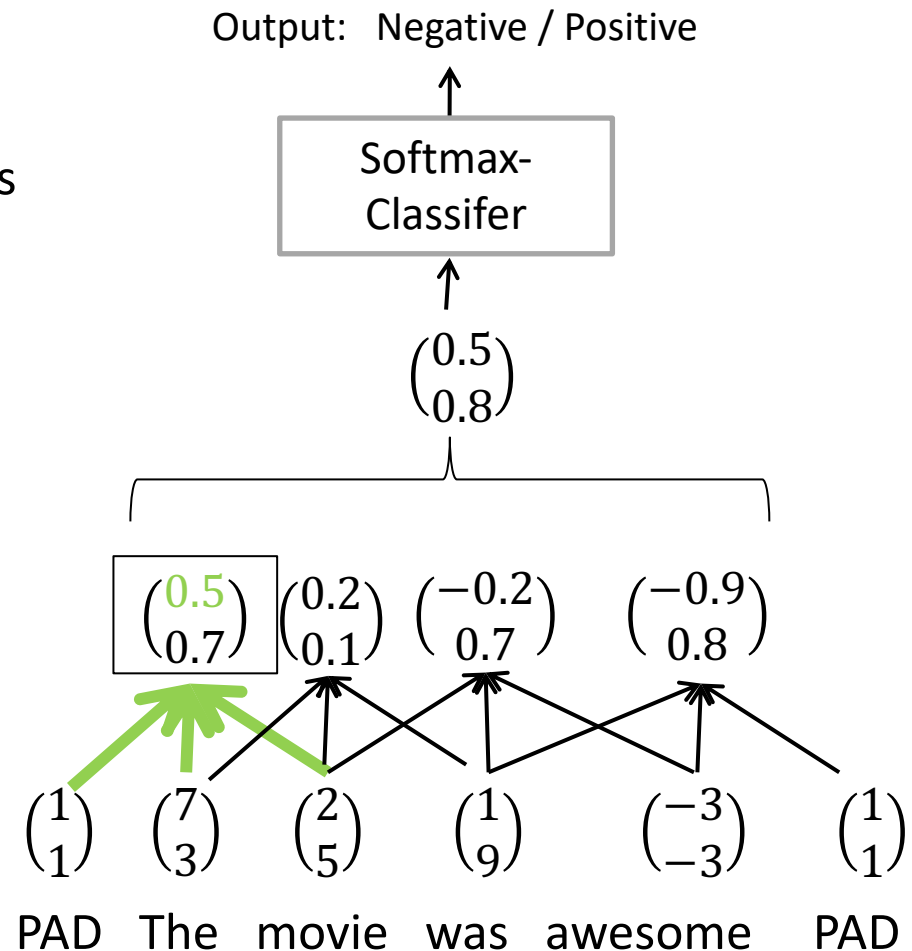 Output: Negative / Positive
s
Softmax-
Classifer
(0.5
0.8)
(0.5 (0.2 (−0.2 (−0.9
0.7) 0.1) 0.7) 0.8)
(1 (7 (2 (1 (−3 (1
1) 3) 5) 9) −3) 1)
PAD The movie was awesome PAD